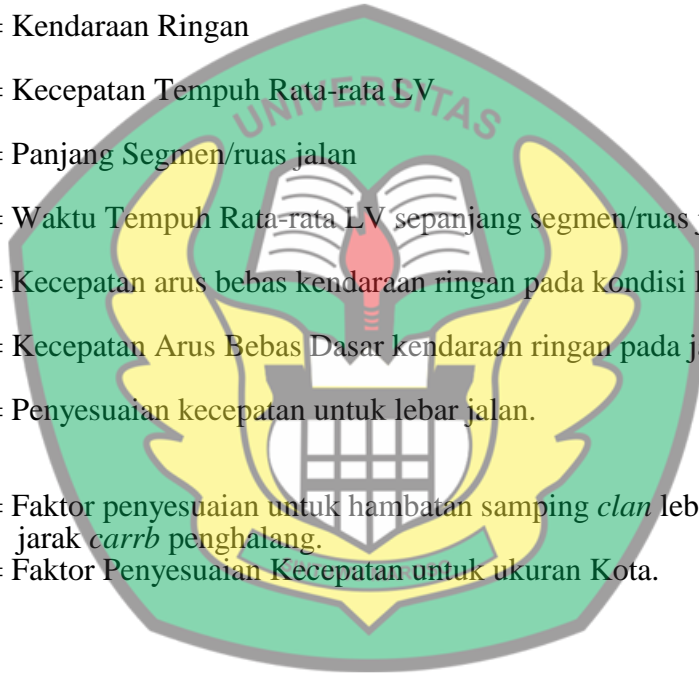 = Kendaraan Ringan
= Kecepatan Tempuh Rata-rata LV
= Panjang Segmen/ruas jalan
= Waktu Tempuh Rata-rata LV sepanjang segmen/ruas
= Kecepatan arus bebas kendaraan ringan pada kondisi
= Kecepatan Arus Bebas Dasar kendaraan ringan pada
= Penyesuaian kecepatan untuk lebar jalan.
= Faktor penyesuaian untuk hambatan samping clan leb
jarak carrb penghalang.
= Faktor Penyesuaian Kecepatan untuk ukuran Kota.
UNIVERSITAS